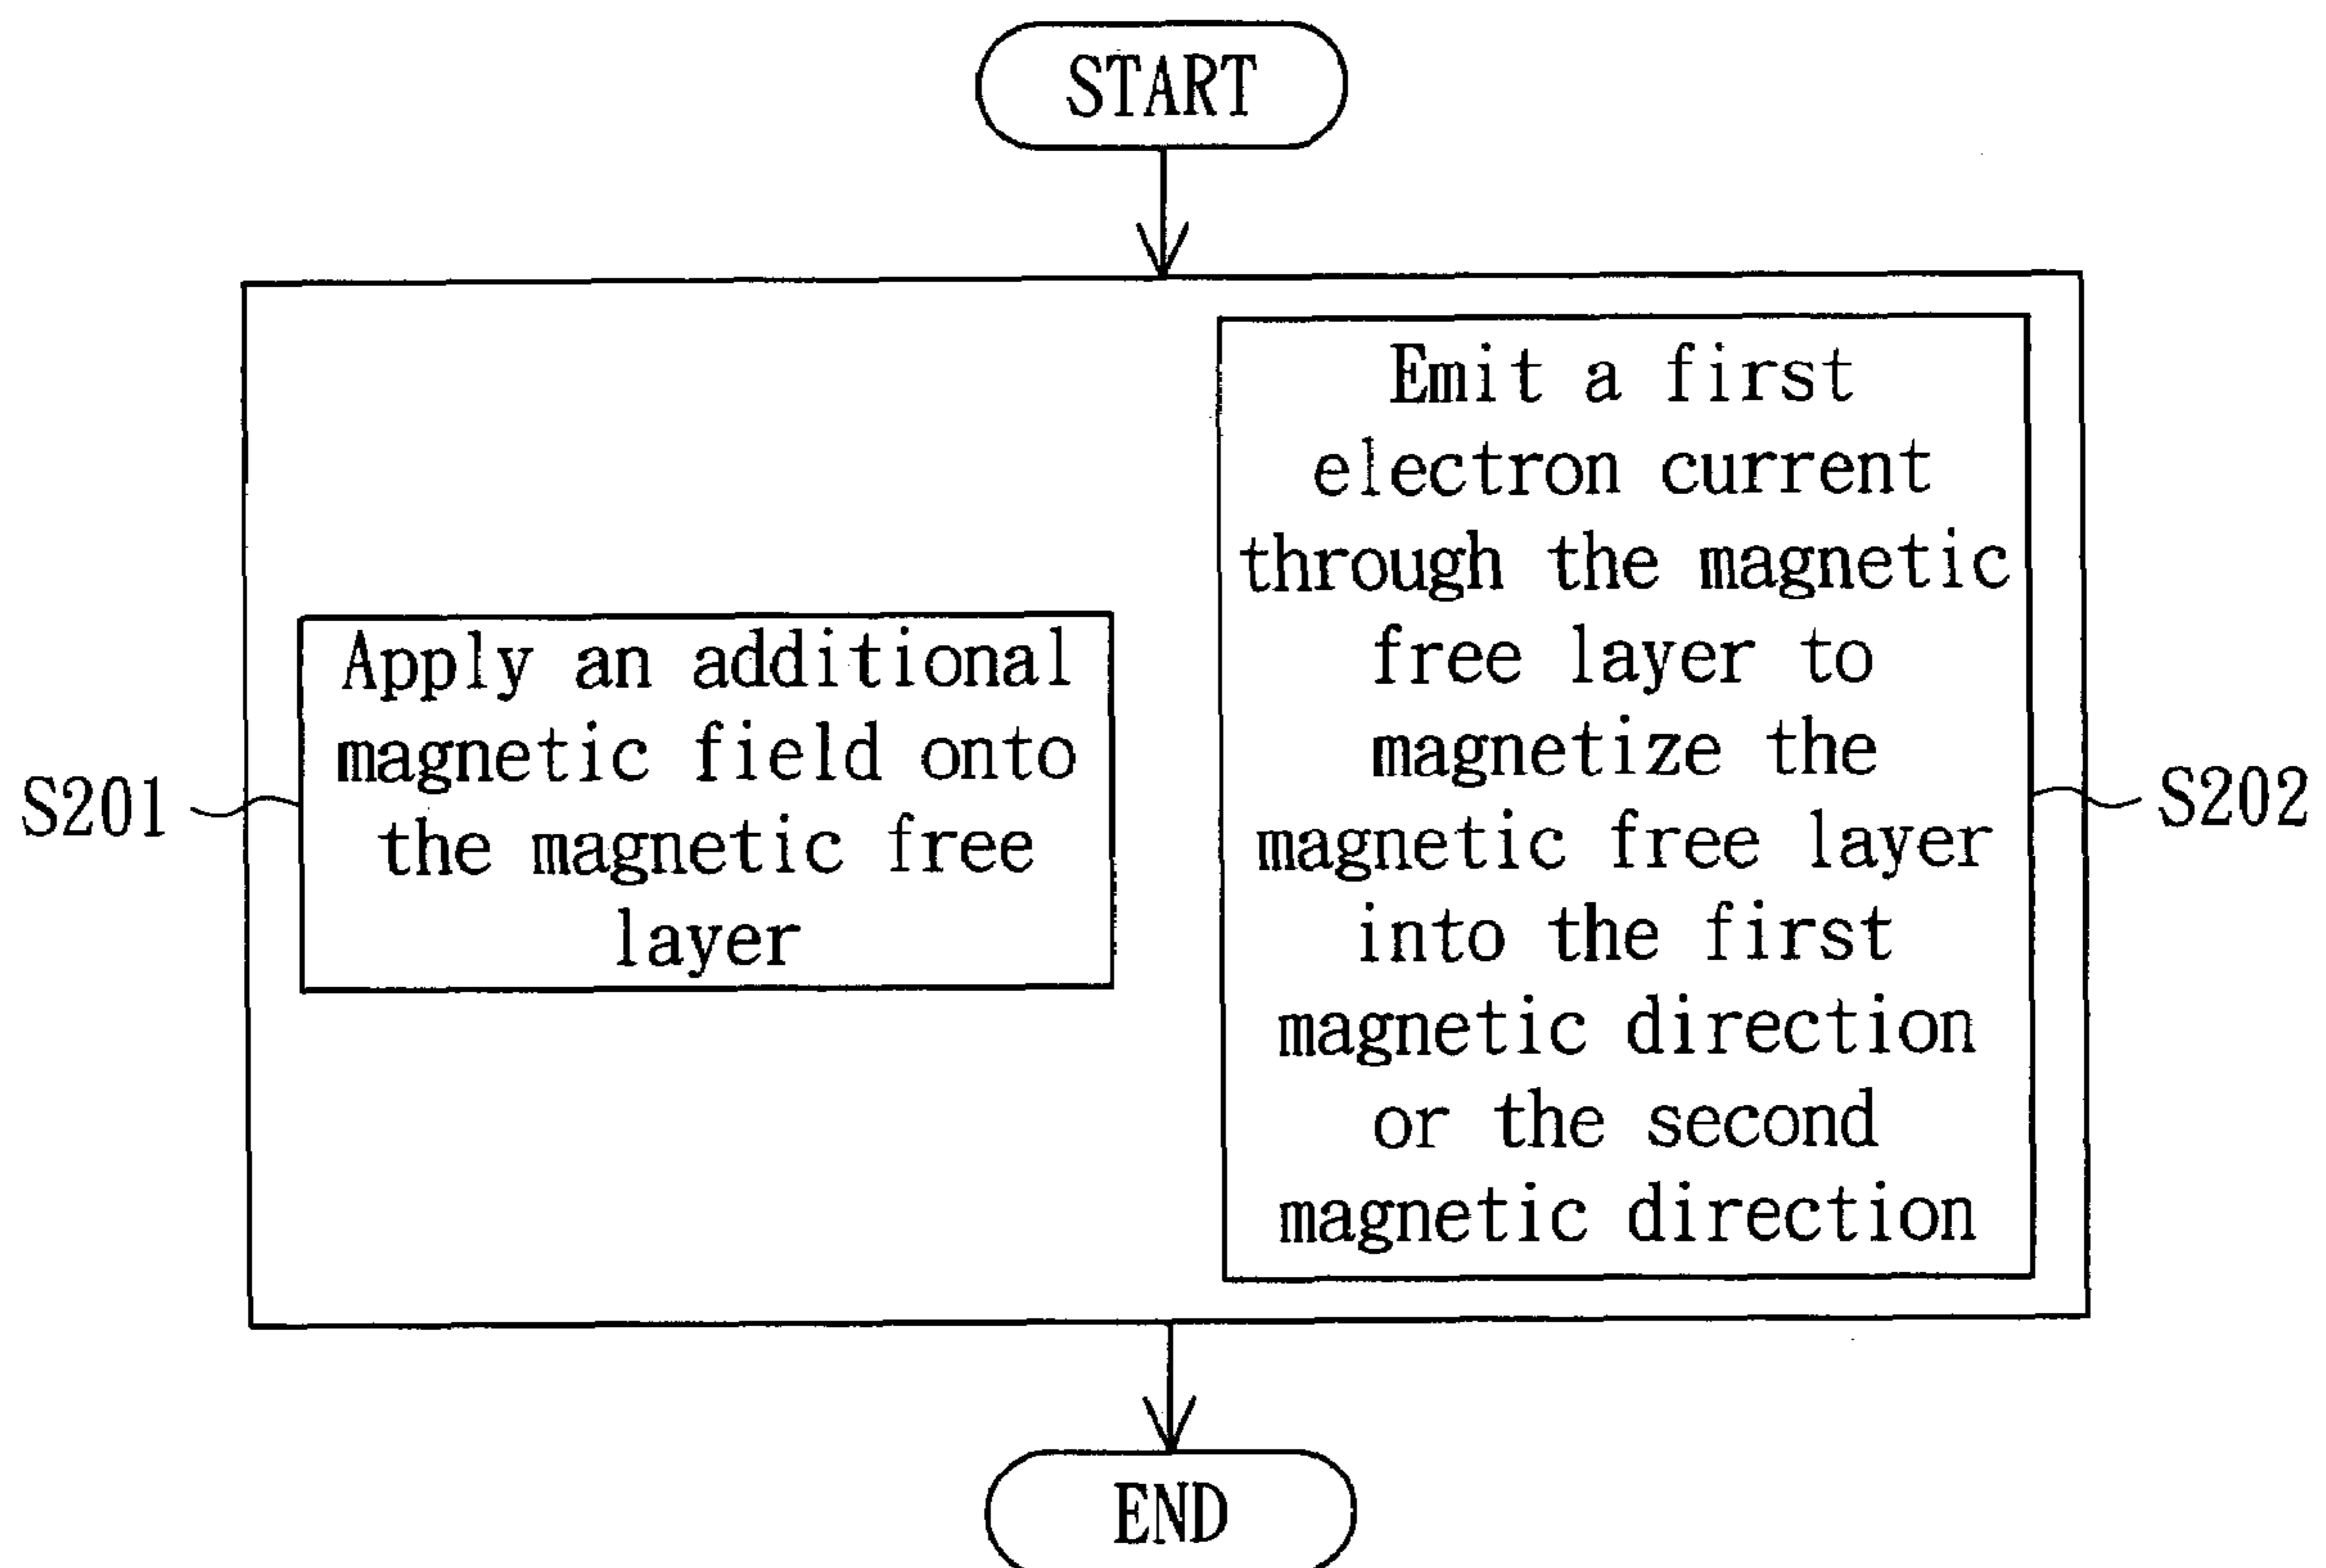 START
Apply an additional
magnetic field onto
the magnetic free
layer
S201
Emit a first
electron current
through the magnetic
free layer to
magnetize the
magnetic free layer
into the first
magnetic direction
or the second
magnetic direction
S202
END